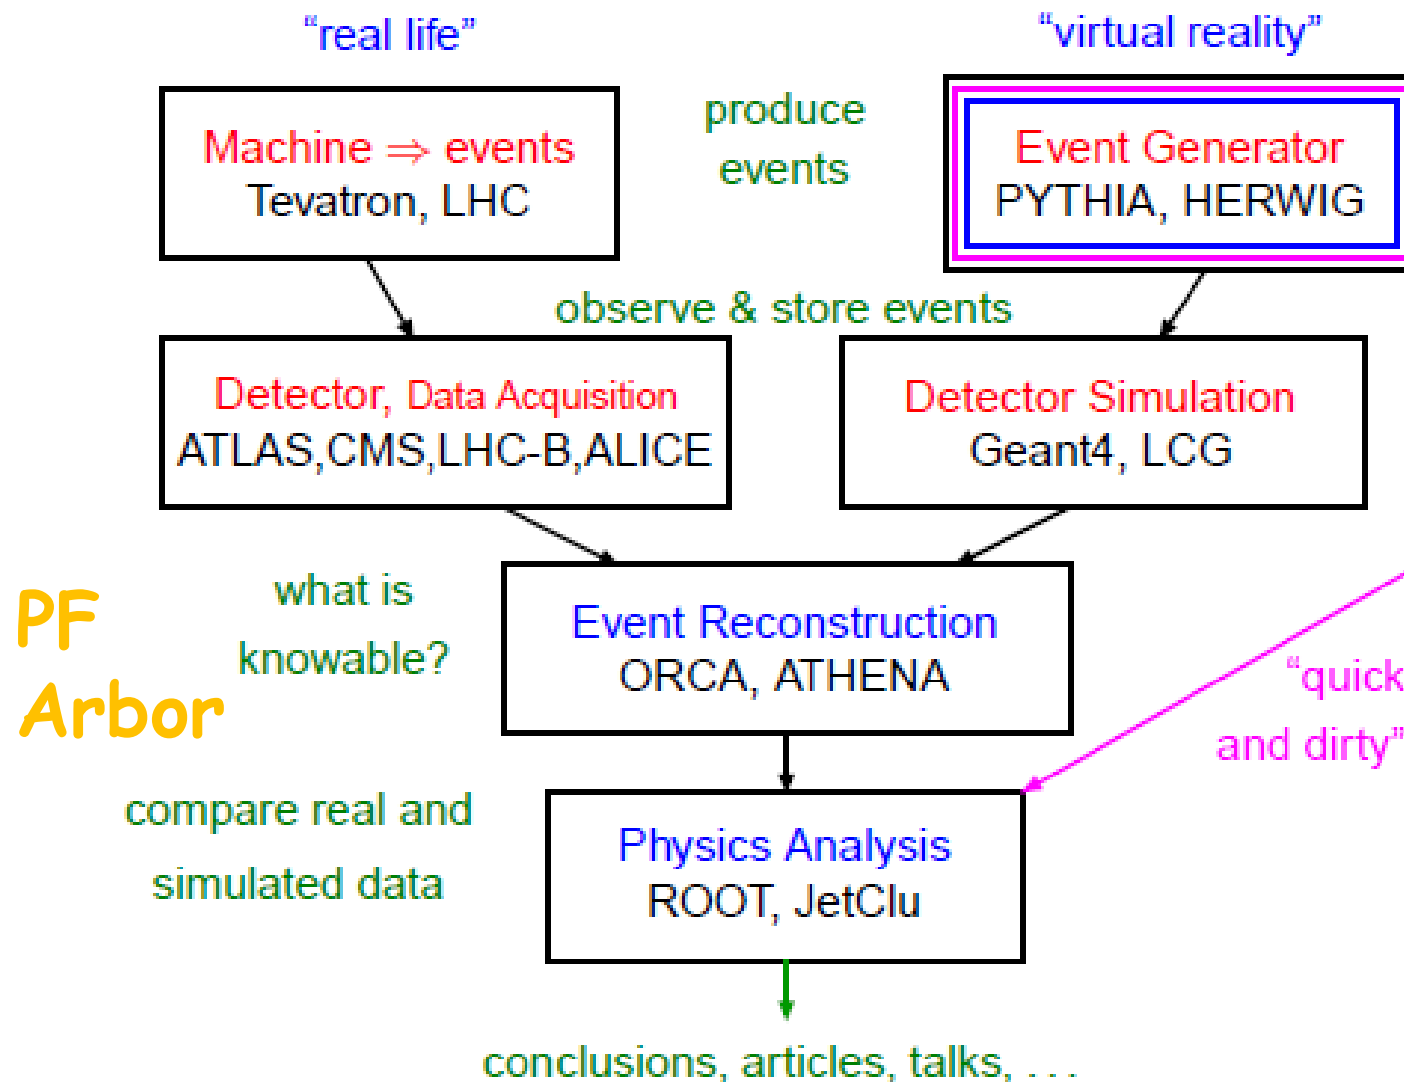 “real life”
“virtual reality”
Machine ⇒ events
Tevatron, LHC
produce
events
Event Generator
PYTHIA, HERWIG
observe & store events
Detector, Data Acquisition
ATLAS,CMS,LHC-B,ALICE
Detector Simulation
Geant4, LCG
what is
knowable?
PF
Arbor
Event Reconstruction
ORCA, ATHENA
“quick
and dirty”
compare real and
simulated data
Physics Analysis
ROOT, JetClu
conclusions, articles, talks, . . .